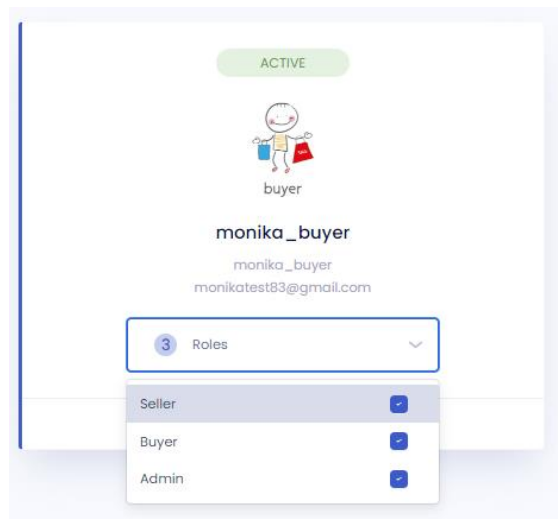 ACTIVE
buyer
monika_buyer
monika_buyer
monikatest83@gmail.com
3 Roles
Seller
Buyer
Admin